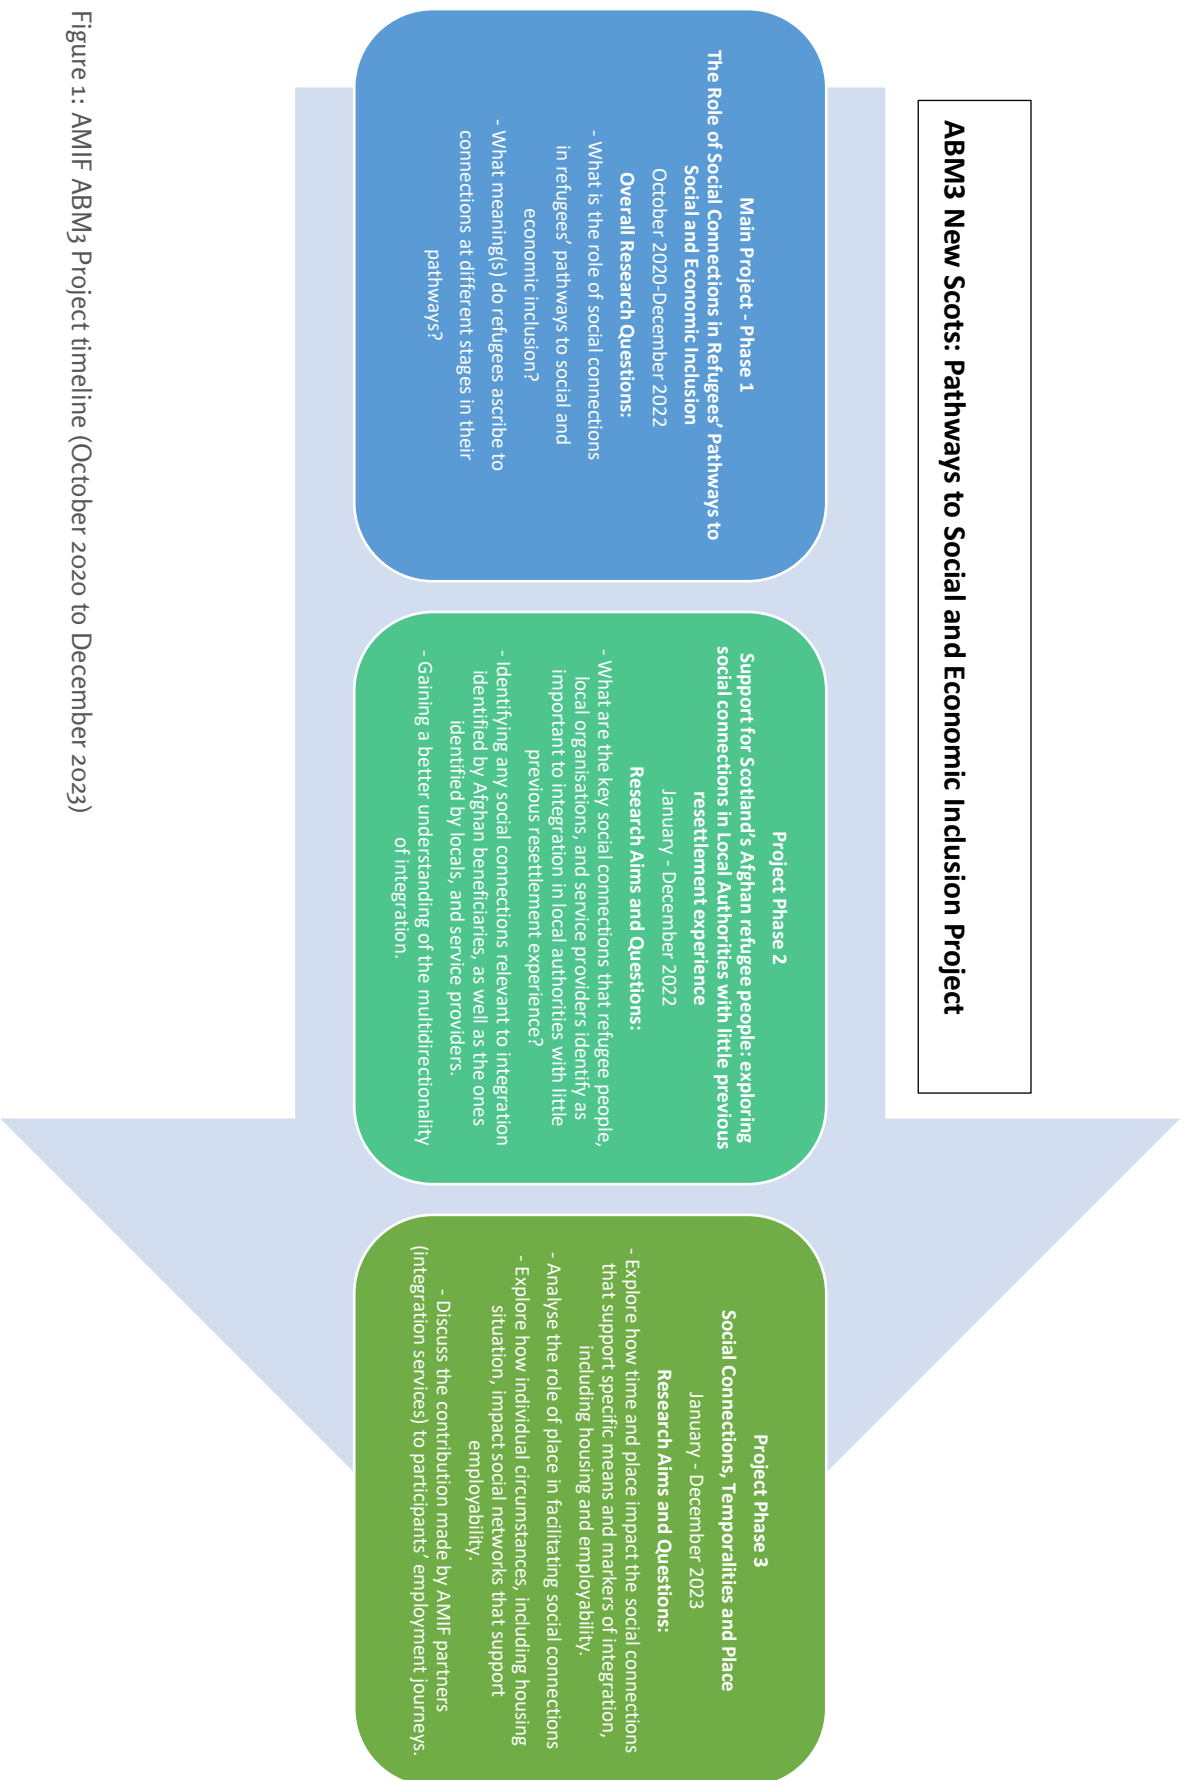 ABM3 New Scots: Pathways to Social and Economic Inclusion Project
Main Project - Phase 1
The Role of Social Connections in Refugees’ Pathways to
Social and Economic Inclusion
October 2020-December 2022
Overall Research Questions:
- What is the role of social connections
in refugees’ pathways to social and
economic inclusion?
- What meaning(s) do refugees ascribe to
connections at different stages in their
pathways?
Project Phase 2
Support for Scotland’s Afghan refugee people: exploring
social connections in Local Authorities with little previous
resettlement experience
January - December 2022
Research Aims and Questions:
- What are the key social connections that refugee people,
local organisations, and service providers identify as
important to integration in local authorities with little
previous resettlement experience?
- Identifying any social connections relevant to integration
identified by Afghan beneficiaries, as well as the ones
identified by locals, and service providers.
- Gaining a better understanding of the multidirectionality
of integration.
Project Phase 3
Social Connections, Temporalities and Place
January - December 2023
Research Aims and Questions:
- Explore how time and place impact the social connections
that support specific means and markers of integration,
including housing and employability.
- Analyse the role of place in facilitating social connections
- Explore how individual circumstances, including housing
situation, impact social networks that support
employability.
- Discuss the contribution made by AMIF partners
(integration services) to participants’ employment journeys.
Figure 1: AMIF ABM3 Project timeline (October 2020 to December 2023)